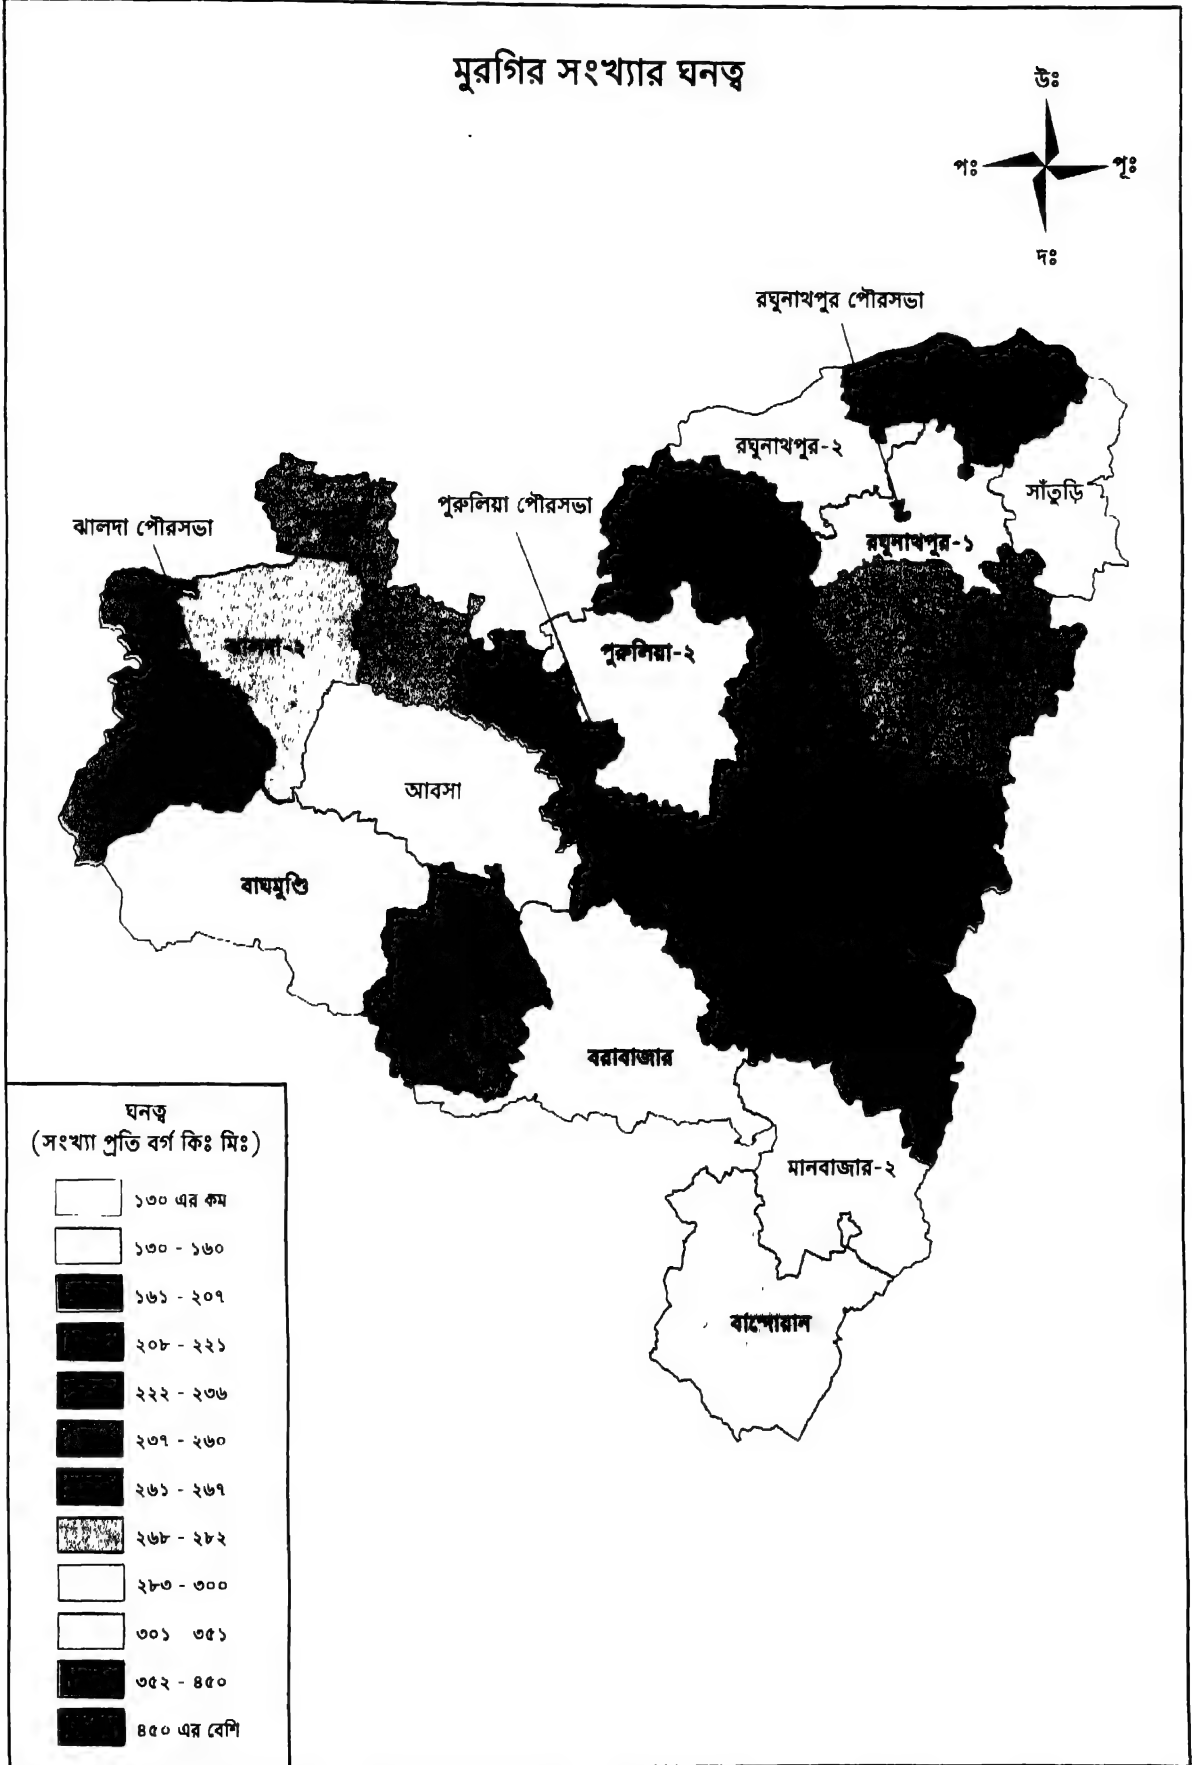 মুরগির সংখ্যার ঘনত্ব
উঃ
পঃ
পূঃ
দঃ
রঘুনাথপুর পৌরসভা
রঘুনাথপুর-২
সাঁতুড়ি
পুরুলিয়া পৌরসভা
ঝালদা পৌরসভা
রঘুনাথপুর-১
ঝালদা-২
পুরুলিয়া-২
আবসা
বাঘমুণ্ডি
বরাবাজার
মানবাজার-২
বান্দোয়ান
ঘনত্ব
(সংখ্যা প্রতি বর্গ কিঃ মিঃ)
১৩০ এর কম
১৩০ - ১৬০
১৬১ - ২০৭
২০৮ - ২২১
২২২ - ২৩৬
২৩৭ - ২৬০
২৬১ - ২৬৭
২৬৮ - ২৮২
২৮৩ - ৩০০
৩০১ ৩৫১
৩৫২ - ৪৫০
৪৫০ এর বেশি